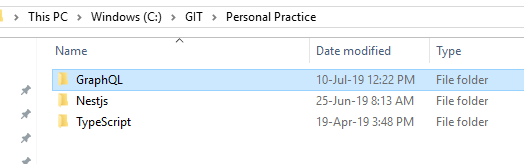 This PC > Windows (C:) > GIT > Personal Practice
Name Date modified Type
GraphQL 10-Jul-19 12:22 PM File folder
Nestjs 25-Jun-19 8:13 AM File folder
TypeScript 19-Apr-19 3:48 PM File folder